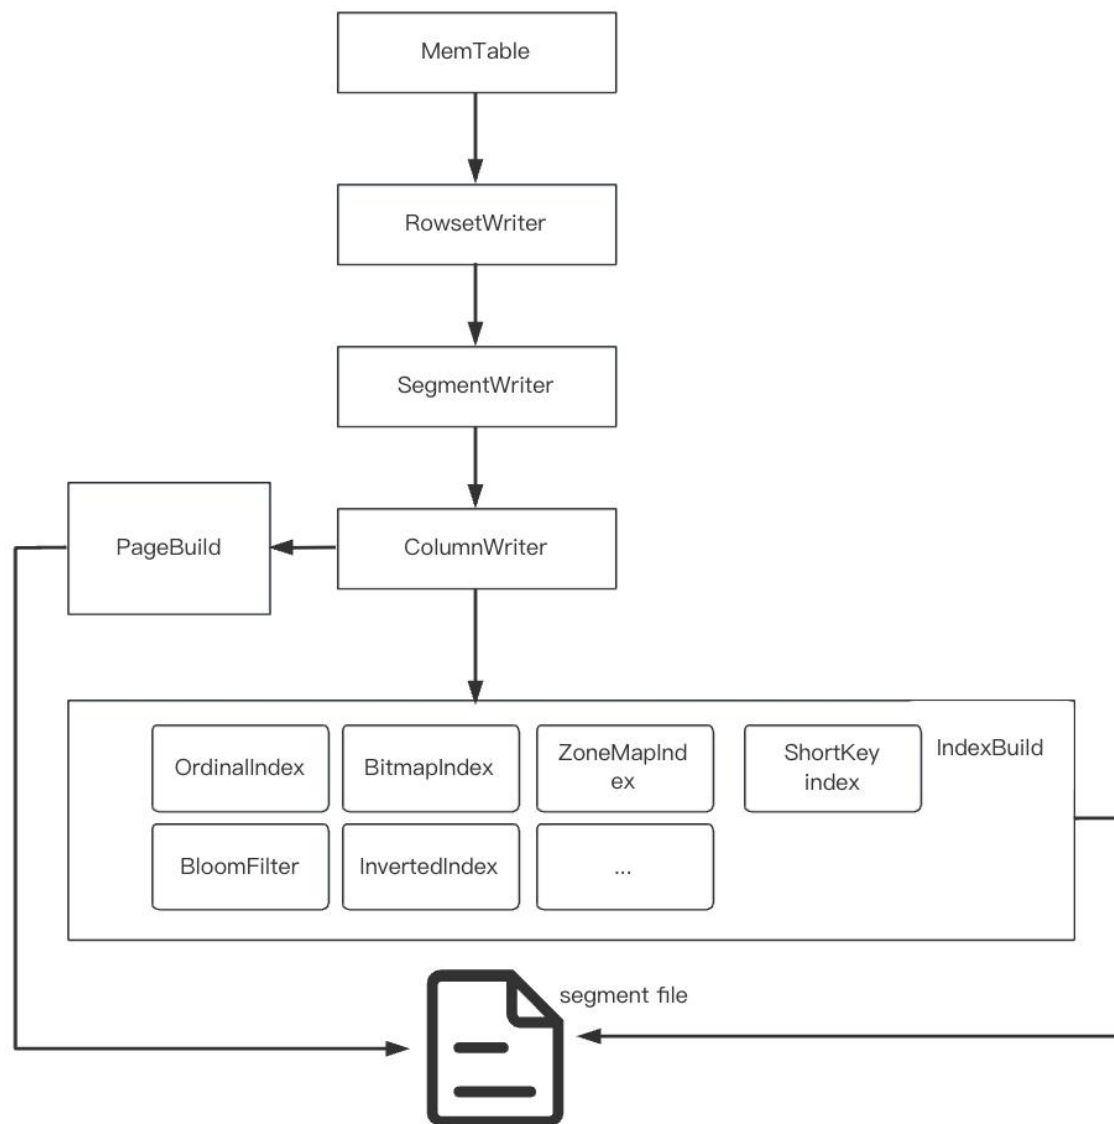 MemTable
RowsetWriter
SegmentWriter
PageBuild
ColumnWriter
OrdinalIndex
BitmapIndex
ZoneMapInd
ex
ShortKey
index
IndexBuild
BloomFilter
InvertedIndex
...
segment file